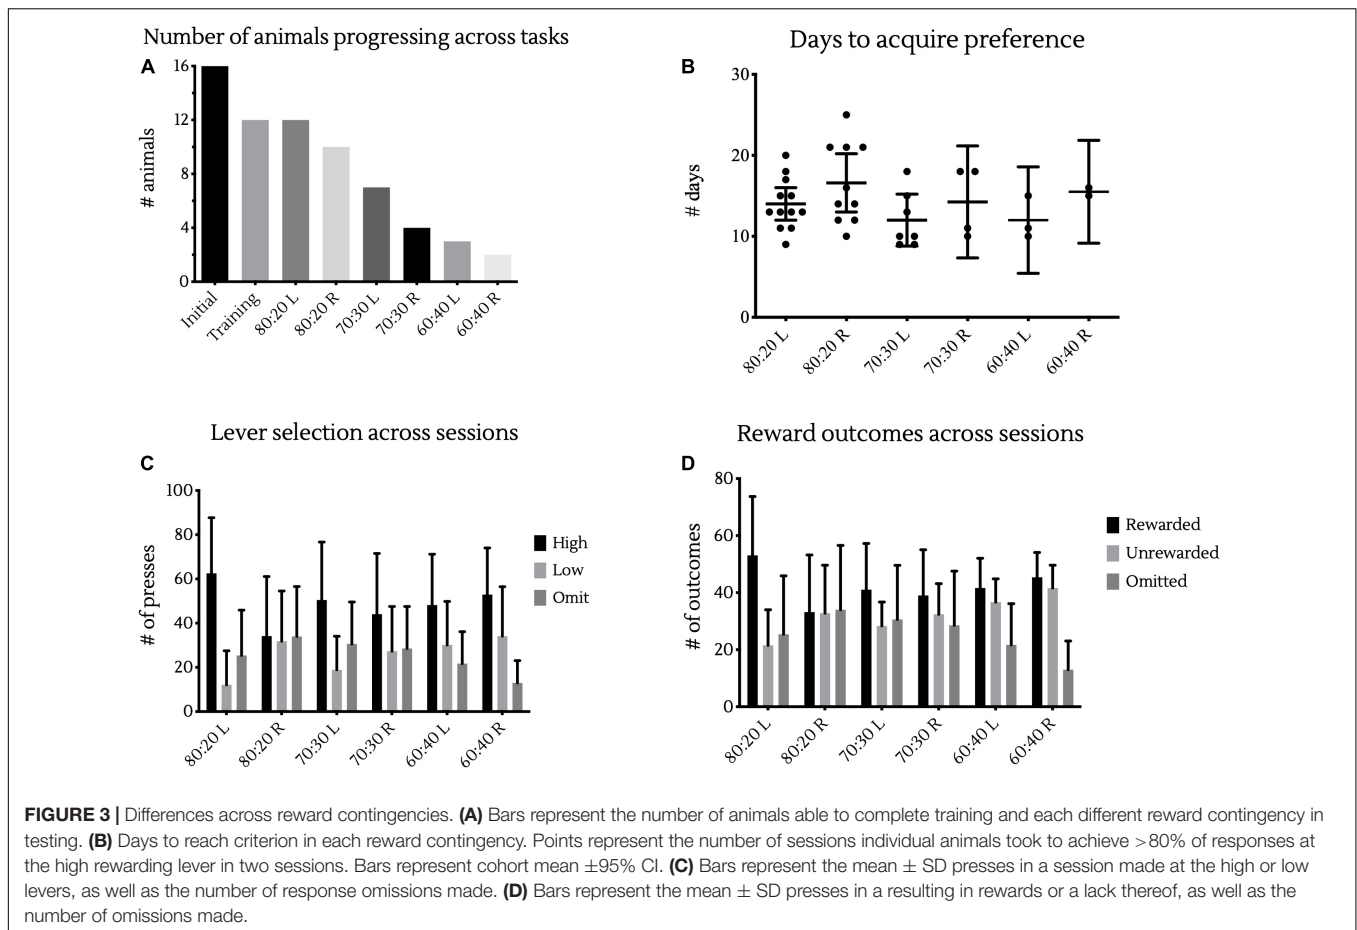 Number of animals progressing across tasks
A
# animals
16
12
8
4
0
Initial
Training
80:20 L
80:20 R
70:30 L
70:30 R
60:40 L
60:40 R
Days to acquire preference
B
# days
30
20
10
0
80:20 L
80:20 R
70:30 L
70:30 R
60:40 L
60:40 R
Lever selection across sessions
C
# of presses
100
80
60
40
20
0
80:20 L
80:20 R
70:30 L
70:30 R
60:40 L
60:40 R
High
Low
Omit
Reward outcomes across sessions
D
# of outcomes
80
60
40
20
0
80:20 L
80:20 R
70:30 L
70:30 R
60:40 L
60:40 R
Rewarded
Unrewarded
Omitted
FIGURE 3 | Differences across reward contingencies. (A) Bars represent the number of animals able to complete training and each different reward contingency in
testing. (B) Days to reach criterion in each reward contingency. Points represent the number of sessions individual animals took to achieve >80% of responses at
the high rewarding lever in two sessions. Bars represent cohort mean ±95% CI. (C) Bars represent the mean ± SD presses in a session made at the high or low
levers, as well as the number of response omissions made. (D) Bars represent the mean ± SD presses in a resulting in rewards or a lack thereof, as well as the
number of omissions made.